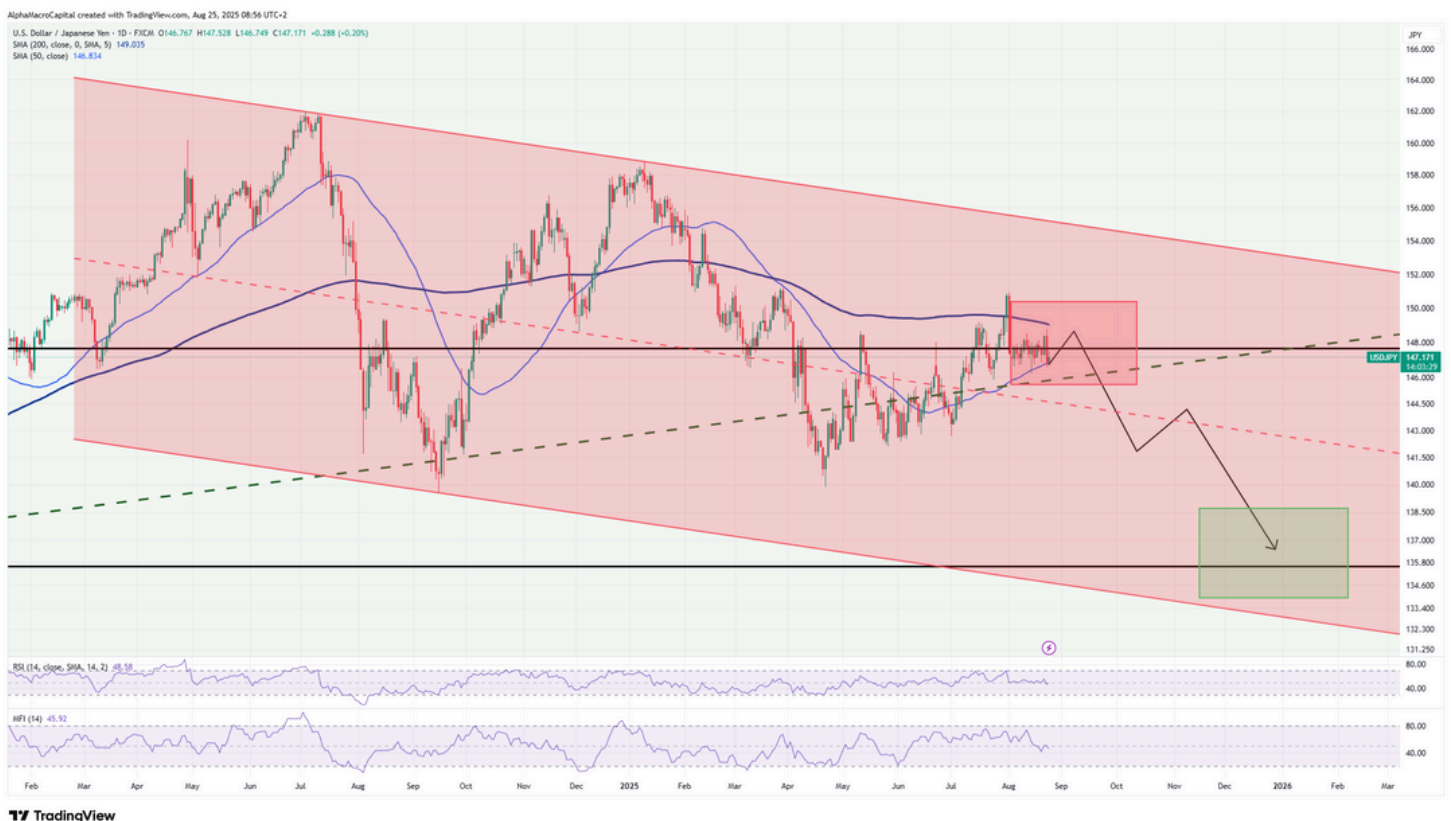 AlphaMacroCapital created with TradingView.com, Aug 25, 2025 08:56 UTC+2
U.S. Dollar / Japanese Yen · 1D · FXCM O146.767 H147.528 L146.749 C147.171 +0.288 (+0.20%)
SMA (200, close, 0, SMA, 5) 149.035
SMA (50, close) 146.834
JPY
166.000
164.000
162.000
160.000
158.000
156.000
154.000
152.000
150.000
148.000
USDJPY 147.171
14:03:29
146.000
144.500
143.000
141.500
140.000
138.500
137.000
135.800
134.600
133.400
132.300
131.250
RSI (14, close, SMA, 14, 2) 48.58
80.00
40.00
MFI (14) 45.92
80.00
40.00
Feb Mar Apr May Jun Jul Aug Sep Oct Nov Dec 2025 Feb Mar Apr May Jun Jul Aug Sep Oct Nov Dec 2026 Feb Mar
TradingView